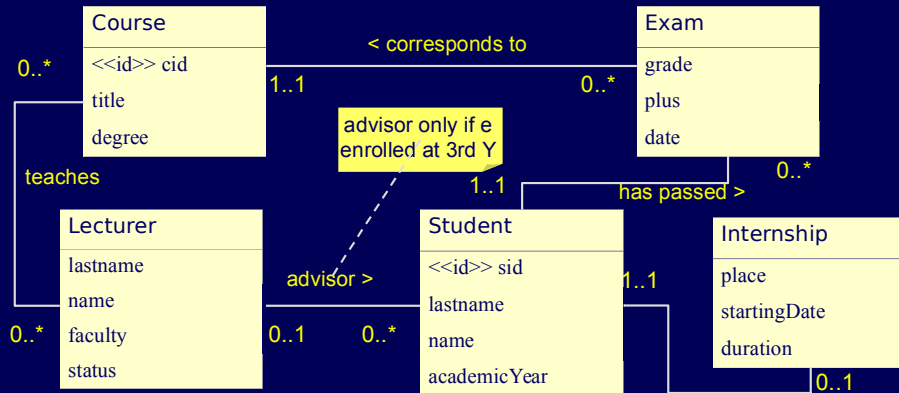 Course
<<id>> cid
title
degree
0..*
1..1
< corresponds to
0..*
Exam
grade
plus
date
0..*
teaches
advisor only if e
enrolled at 3rd Y
1..1
has passed >
Lecturer
lastname
name
faculty
status
0..*
0..1
advisor >
0..*
Student
<<id>> sid
lastname
name
academicYear
1..1
Internship
place
startingDate
duration
0..1